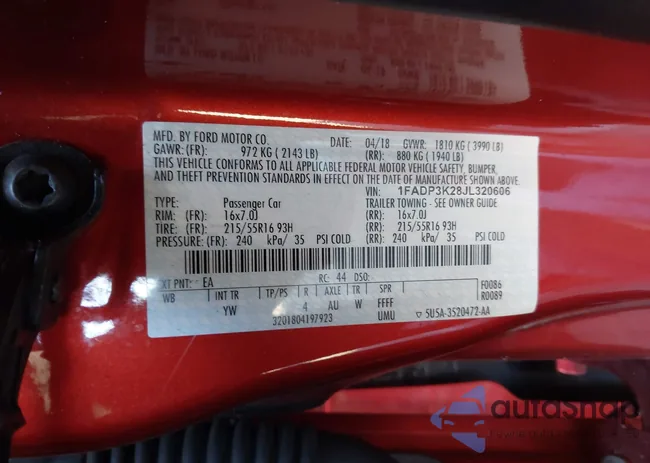 MFD. BY FORD MOTOR CO. DATE: 04/18 GVWR: 1810 KG ( 3990 LB)
GAWR: (FR): 972 KG ( 2143 LB) (RR): 880 KG ( 1940 LB)
THIS VEHICLE CONFORMS TO ALL APPLICABLE FEDERAL MOTOR VEHICLE SAFETY, BUMPER,
AND THEFT PREVENTION STANDARDS IN EFFECT ON THE DATE OF MANUFACTURE SHOWN ABOVE.
VIN: 1FADP3K28JL320606
TYPE: Passenger Car TRAILER TOWING - SEE OWNER GUIDE
RIM: (FR): 16x7.0J (RR): 16x7.0J
TIRE: (FR): 215/55R16 93H (RR): 215/55R16 93H
PRESSURE: (FR): 240 kPa/ 35 PSI COLD (RR): 240 kPa/ 35 PSI COLD
XT PNT: EA RC: 44 DSO: F0086
WB INT TR TP/PS R AXLE TR SPR R0089
YW 4 AU W FFFF
3201804197923 UMU ▽ 5U5A-3520472-AA
autoSnap